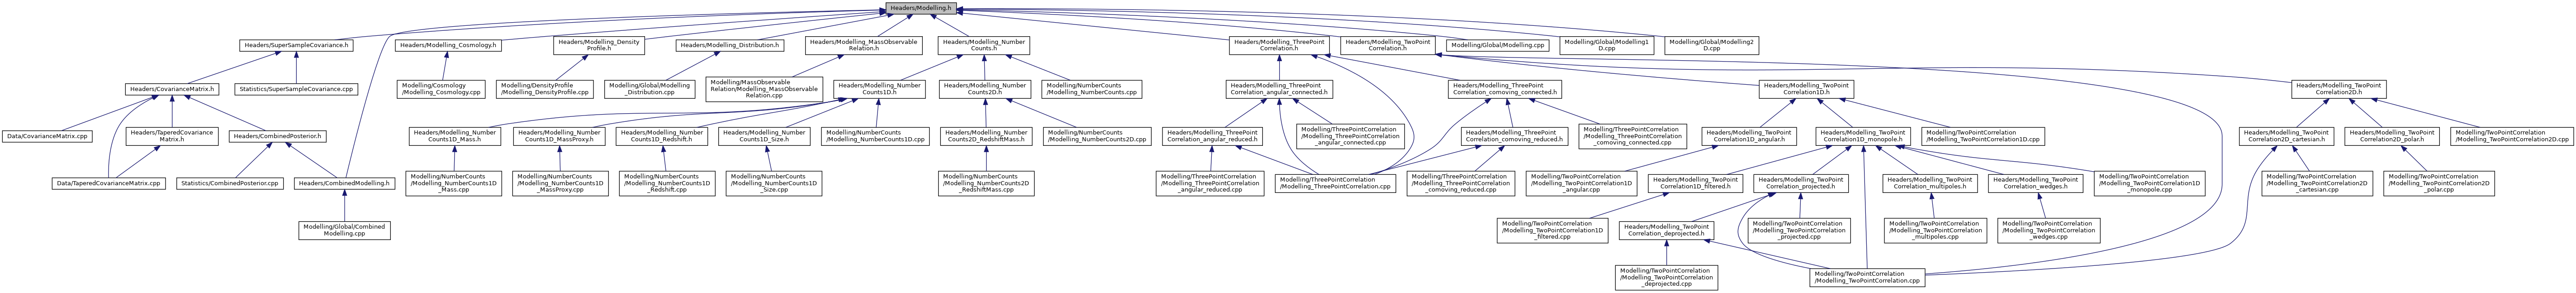 Headers/Modelling.h
Headers/SuperSampleCovariance.h
Headers/Modelling_Cosmology.h
Headers/Modelling_Density
Profile.h
Headers/Modelling_Distribution.h
Headers/Modelling_MassObservable
Relation.h
Headers/Modelling_Number
Counts.h
Headers/Modelling_ThreePoint
Correlation.h
Headers/Modelling_TwoPoint
Correlation.h
Modelling/Global/Modelling.cpp
Modelling/Global/Modelling1
D.cpp
Modelling/Global/Modelling2
D.cpp
Headers/CovarianceMatrix.h
Statistics/SuperSampleCovariance.cpp
Modelling/Cosmology
/Modelling_Cosmology.cpp
Modelling/DensityProfile
/Modelling_DensityProfile.cpp
Modelling/Global/Modelling
_Distribution.cpp
Modelling/MassObservable
Relation/Modelling_MassObservable
Relation.cpp
Headers/Modelling_Number
Counts1D.h
Headers/Modelling_Number
Counts2D.h
Modelling/NumberCounts
/Modelling_NumberCounts.cpp
Headers/Modelling_ThreePoint
Correlation_angular_connected.h
Headers/Modelling_ThreePoint
Correlation_comoving_connected.h
Headers/Modelling_TwoPoint
Correlation1D.h
Headers/Modelling_TwoPoint
Correlation2D.h
Data/CovarianceMatrix.cpp
Headers/TaperedCovariance
Matrix.h
Headers/CombinedPosterior.h
Headers/Modelling_Number
Counts1D_Mass.h
Headers/Modelling_Number
Counts1D_MassProxy.h
Headers/Modelling_Number
Counts1D_Redshift.h
Headers/Modelling_Number
Counts1D_Size.h
Modelling/NumberCounts
/Modelling_NumberCounts1D.cpp
Headers/Modelling_Number
Counts2D_RedshiftMass.h
Modelling/NumberCounts
/Modelling_NumberCounts2D.cpp
Headers/Modelling_ThreePoint
Correlation_angular_reduced.h
Modelling/ThreePointCorrelation
/Modelling_ThreePointCorrelation
_angular_connected.cpp
Headers/Modelling_ThreePoint
Correlation_comoving_reduced.h
Modelling/ThreePointCorrelation
/Modelling_ThreePointCorrelation
_comoving_connected.cpp
Headers/Modelling_TwoPoint
Correlation1D_angular.h
Headers/Modelling_TwoPoint
Correlation1D_monopole.h
Modelling/TwoPointCorrelation
/Modelling_TwoPointCorrelation1D.cpp
Headers/Modelling_TwoPoint
Correlation2D_cartesian.h
Headers/Modelling_TwoPoint
Correlation2D_polar.h
Modelling/TwoPointCorrelation
/Modelling_TwoPointCorrelation2D.cpp
Data/TaperedCovarianceMatrix.cpp
Statistics/CombinedPosterior.cpp
Headers/CombinedModelling.h
Modelling/NumberCounts
/Modelling_NumberCounts1D
_Mass.cpp
Modelling/NumberCounts
/Modelling_NumberCounts1D
_MassProxy.cpp
Modelling/NumberCounts
/Modelling_NumberCounts1D
_Redshift.cpp
Modelling/NumberCounts
/Modelling_NumberCounts1D
_Size.cpp
Modelling/NumberCounts
/Modelling_NumberCounts2D
_RedshiftMass.cpp
Modelling/ThreePointCorrelation
/Modelling_ThreePointCorrelation
_angular_reduced.cpp
Modelling/ThreePointCorrelation
/Modelling_ThreePointCorrelation.cpp
Modelling/ThreePointCorrelation
/Modelling_ThreePointCorrelation
_comoving_reduced.cpp
Modelling/TwoPointCorrelation
/Modelling_TwoPointCorrelation1D
_angular.cpp
Headers/Modelling_TwoPoint
Correlation1D_filtered.h
Headers/Modelling_TwoPoint
Correlation_projected.h
Headers/Modelling_TwoPoint
Correlation_multipoles.h
Headers/Modelling_TwoPoint
Correlation_wedges.h
Modelling/TwoPointCorrelation
/Modelling_TwoPointCorrelation1D
_monopole.cpp
Modelling/TwoPointCorrelation
/Modelling_TwoPointCorrelation2D
_cartesian.cpp
Modelling/TwoPointCorrelation
/Modelling_TwoPointCorrelation2D
_polar.cpp
Modelling/Global/Combined
Modelling.cpp
Modelling/TwoPointCorrelation
/Modelling_TwoPointCorrelation1D
_filtered.cpp
Headers/Modelling_TwoPoint
Correlation_deprojected.h
Modelling/TwoPointCorrelation
/Modelling_TwoPointCorrelation
_projected.cpp
Modelling/TwoPointCorrelation
/Modelling_TwoPointCorrelation
_multipoles.cpp
Modelling/TwoPointCorrelation
/Modelling_TwoPointCorrelation
_wedges.cpp
Modelling/TwoPointCorrelation
/Modelling_TwoPointCorrelation
_deprojected.cpp
Modelling/TwoPointCorrelation
/Modelling_TwoPointCorrelation.cpp